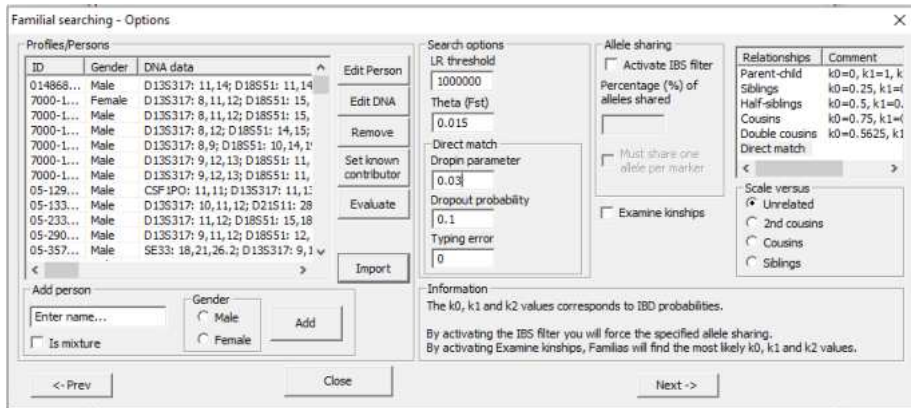 Familial searching - Options
Profiles/Persons
ID Gender DNA data
014868... Male D13S317: 11,14; D18S51: 11,14
7000-1... Female D13S317: 8,11,12; D18S51: 15,
7000-1... Male D13S317: 8,11,12; D18S51: 15,
7000-1... Male D13S317: 8,12; D18S51: 14,15;
7000-1... Male D13S317: 8,9; D18S51: 10,14,1
7000-1... Male D13S317: 9,12,13; D18S51: 11,
7000-1... Male D13S317: 9,12,13; D18S51: 11,
05-129... Male CSF1PO: 11,11; D13S317: 11,1
05-133... Male D13S317: 10,11,12; D21S11: 28
05-233... Male D13S317: 11,12; D18S51: 15,18
05-290... Male D13S317: 9,11,12; D18S51: 12,
05-357... Male SE33: 18,21,26.2; D13S317: 9,1
Edit Person
Edit DNA
Remove
Set known
contributor
Evaluate
Import
Add person
Enter name...
Is mixture
Gender
Male
Female
Add
Search options
LR threshold
1000000
Theta (Fst)
0.015
Direct match
Dropin parameter
0.03
Dropout probability
0.1
Typing error
0
Allele sharing
Activate IBS filter
Percentage (%) of
alleles shared
Must share one
allele per marker
Examine kinships
Relationships Comment
Parent-child k0=0, k1=1, k
Siblings k0=0.25, k1=
Half-siblings k0=0.5, k1=0.
Cousins k0=0.75, k1=
Double cousins k0=0.5625, k1
Direct match
Scale versus
Unrelated
2nd cousins
Cousins
Siblings
Information
The k0, k1 and k2 values corresponds to IBD probabilities.
By activating the IBS filter you will force the specified allele sharing.
By activating Examine kinships, Familias will find the most likely k0, k1 and k2 values.
<- Prev
Close
Next ->